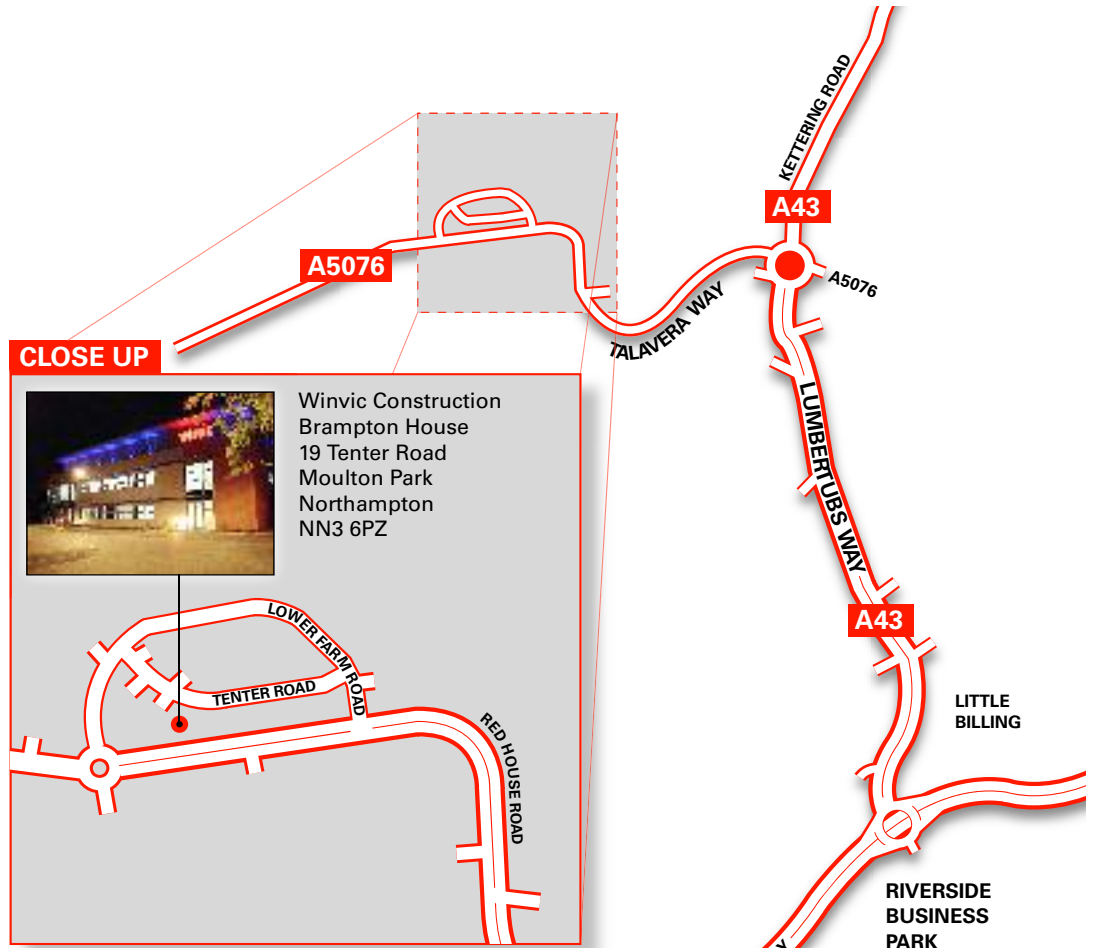 KETTERING ROAD
A43
A5076
A5076
TALAVERA WAY
CLOSE UP
Winvic Construction
Brampton House
19 Tenter Road
Moulton Park
Northampton
NN3 6PZ
LUMBERTUBS WAY
A43
LOWER FARM ROAD
TENTER ROAD
RED HOUSE ROAD
LITTLE
BILLING
RIVERSIDE
BUSINESS
PARK